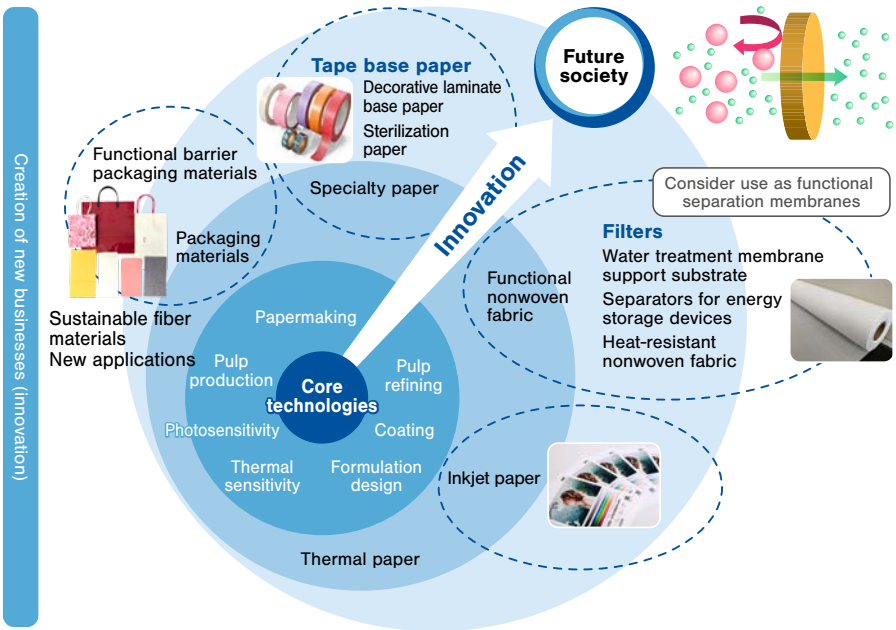 Creation of new businesses (innovation)
Tape base paper
Decorative laminate
base paper
Sterilization
paper
Future
society
Functional barrier
packaging materials
Specialty paper
Packaging
materials
Innovation
Consider use as functional
separation membranes
Filters
Water treatment membrane
support substrate
Separators for energy
storage devices
Heat-resistant
nonwoven fabric
Functional
nonwoven
fabric
Sustainable fiber
materials
New applications
Papermaking
Pulp
production
Pulp
refining
Core
technologies
Photosensitivity
Coating
Thermal
sensitivity
Formulation
design
Inkjet paper
Thermal paper